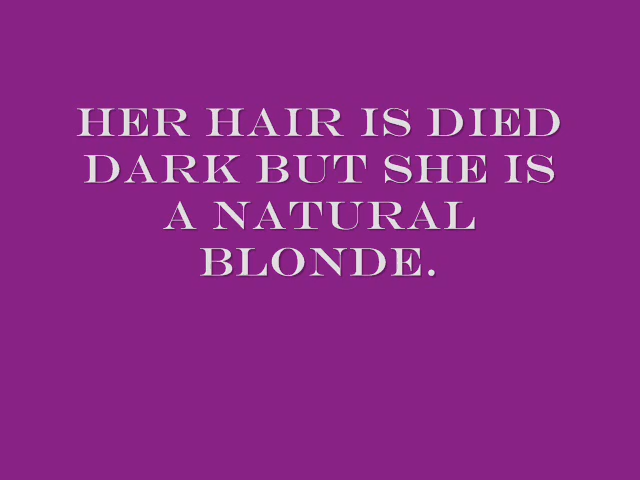 HER HAIR IS DIED
DARK BUT SHE IS
A NATURAL
BLONDE.